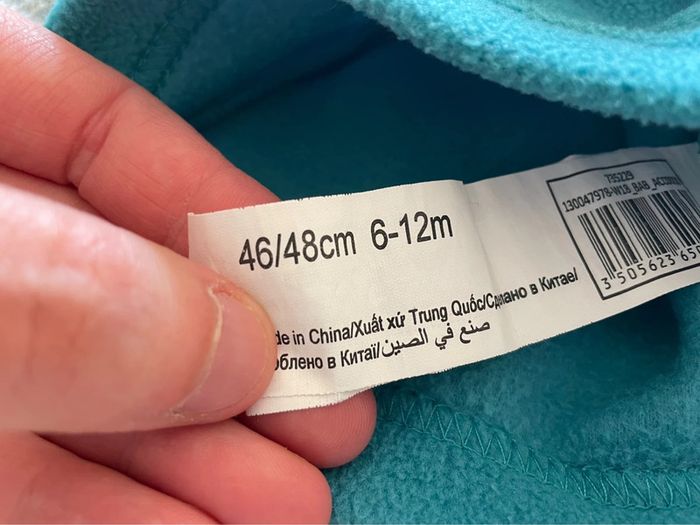 46/48cm 6-12m
de in China/Xuất xứ Trung Quốc/Сделано в Китае/
облено в Китаї/صنع في الصين
735229
130047978-W18_BAB_ACCO
3 505623 65